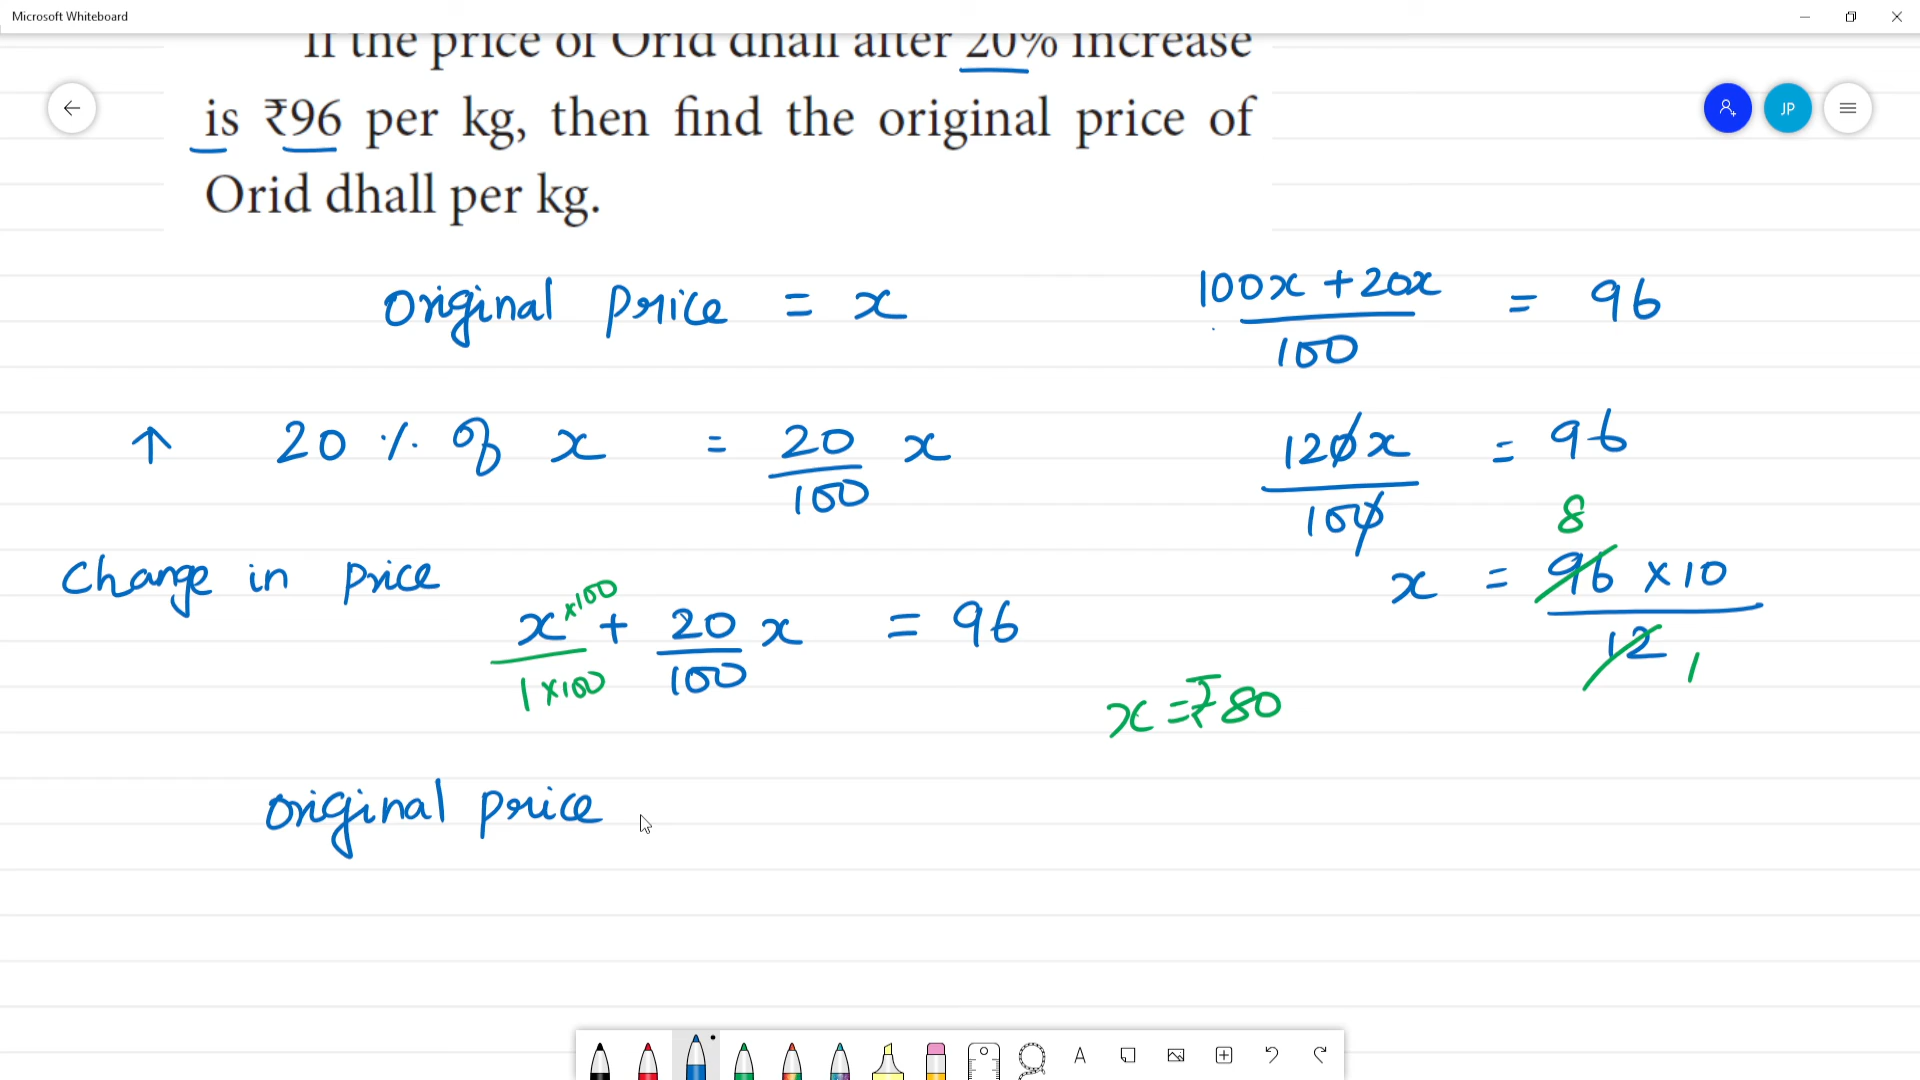 Microsoft Whiteboard
If the price of Orid dhall after 20% increase
is ₹96 per kg, then find the original price of
Orid dhall per kg.
JP
Original price = x
↑ 20 % of x = 20/100 x
Change in price
x×100/1×100 + 20/100 x = 96
Original price
100x + 20x/100 = 96
120x/100 = 96
8
x = 96 × 10/12
1
x = ₹80
A